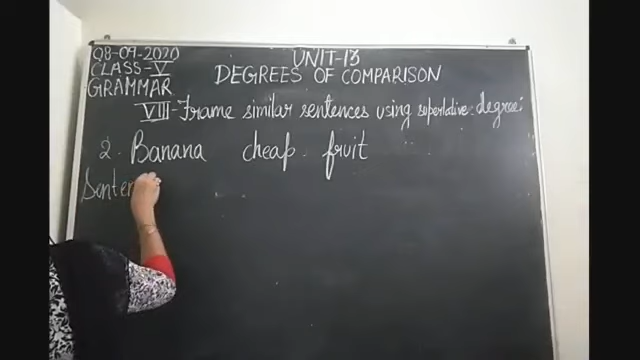 08-09-2020
CLASS-V
GRAMMAR
UNIT-13
DEGREES OF COMPARISON
VIII-Frame similar sentences using superlative degree:
2. Banana cheap fruit
Senten